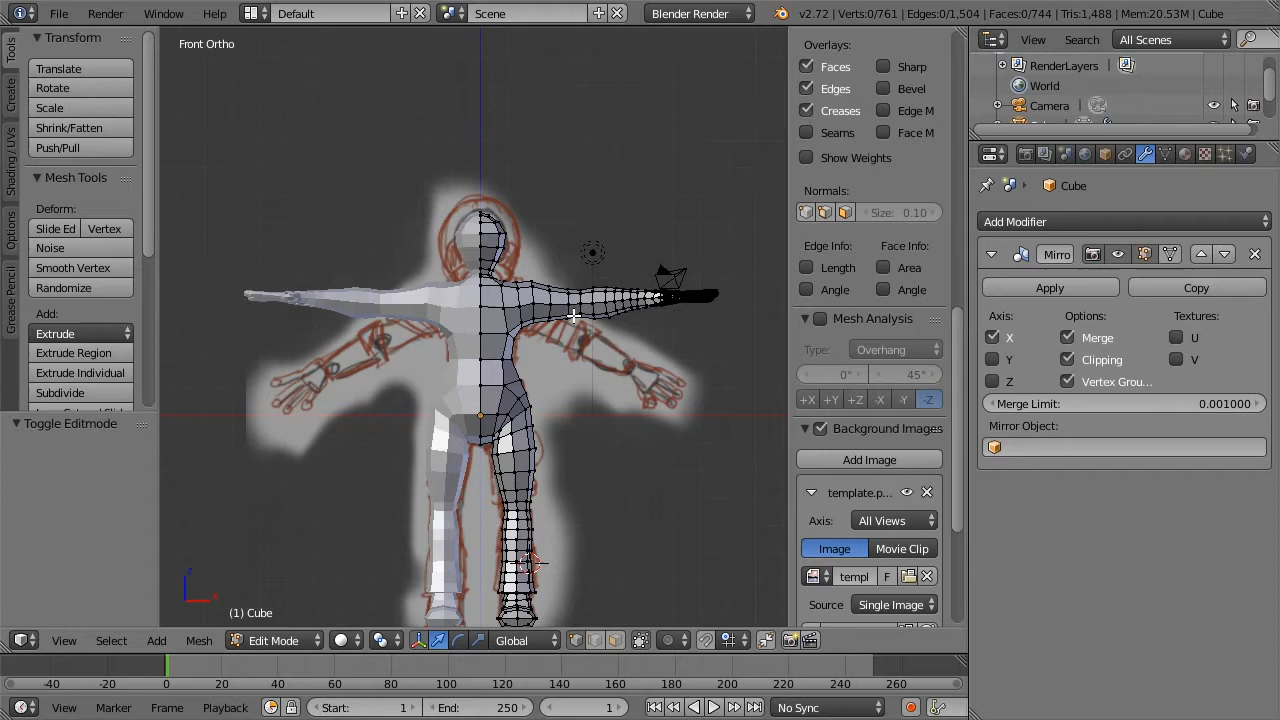 File Render Window Help Default Scene Blender Render v2.72 | Verts:0/761 | Edges:0/1,504 | Faces:0/744 | Tris:1,488 | Mem:20.53M | Cube
Tools
Create
Shading / UVs
Options
Grease Pencil
Transform
Translate
Rotate
Scale
Shrink/Fatten
Push/Pull
Mesh Tools
Deform:
Slide Ed Vertex
Noise
Smooth Vertex
Randomize
Add:
Extrude
Extrude Region
Extrude Individual
Subdivide
Toggle Editmode
Front Ortho
z
x
(1) Cube
Overlays:
Faces Sharp
Edges Bevel
Creases Edge M
Seams Face M
Show Weights
Normals:
Size: 0.10
Edge Info: Face Info:
Length Area
Angle Angle
Mesh Analysis
Type: Overhang
0° 45°
+X +Y +Z -X -Y -Z
Background Images
Add Image
template.p...
Axis: All Views
Image Movie Clip
templ F
Source Single Image
View Search All Scenes
RenderLayers
World
Camera
Cube
Add Modifier
Mirro
Apply Copy
Axis: Options: Textures:
X Merge U
Y Clipping V
Z Vertex Grou...
Merge Limit: 0.001000
Mirror Object:
View Select Add Mesh Edit Mode Global
-40 -20 0 20 40 60 80 100 120 140 160 180 200 220 240 260
View Marker Frame Playback Start: 1 End: 250 1 No Sync